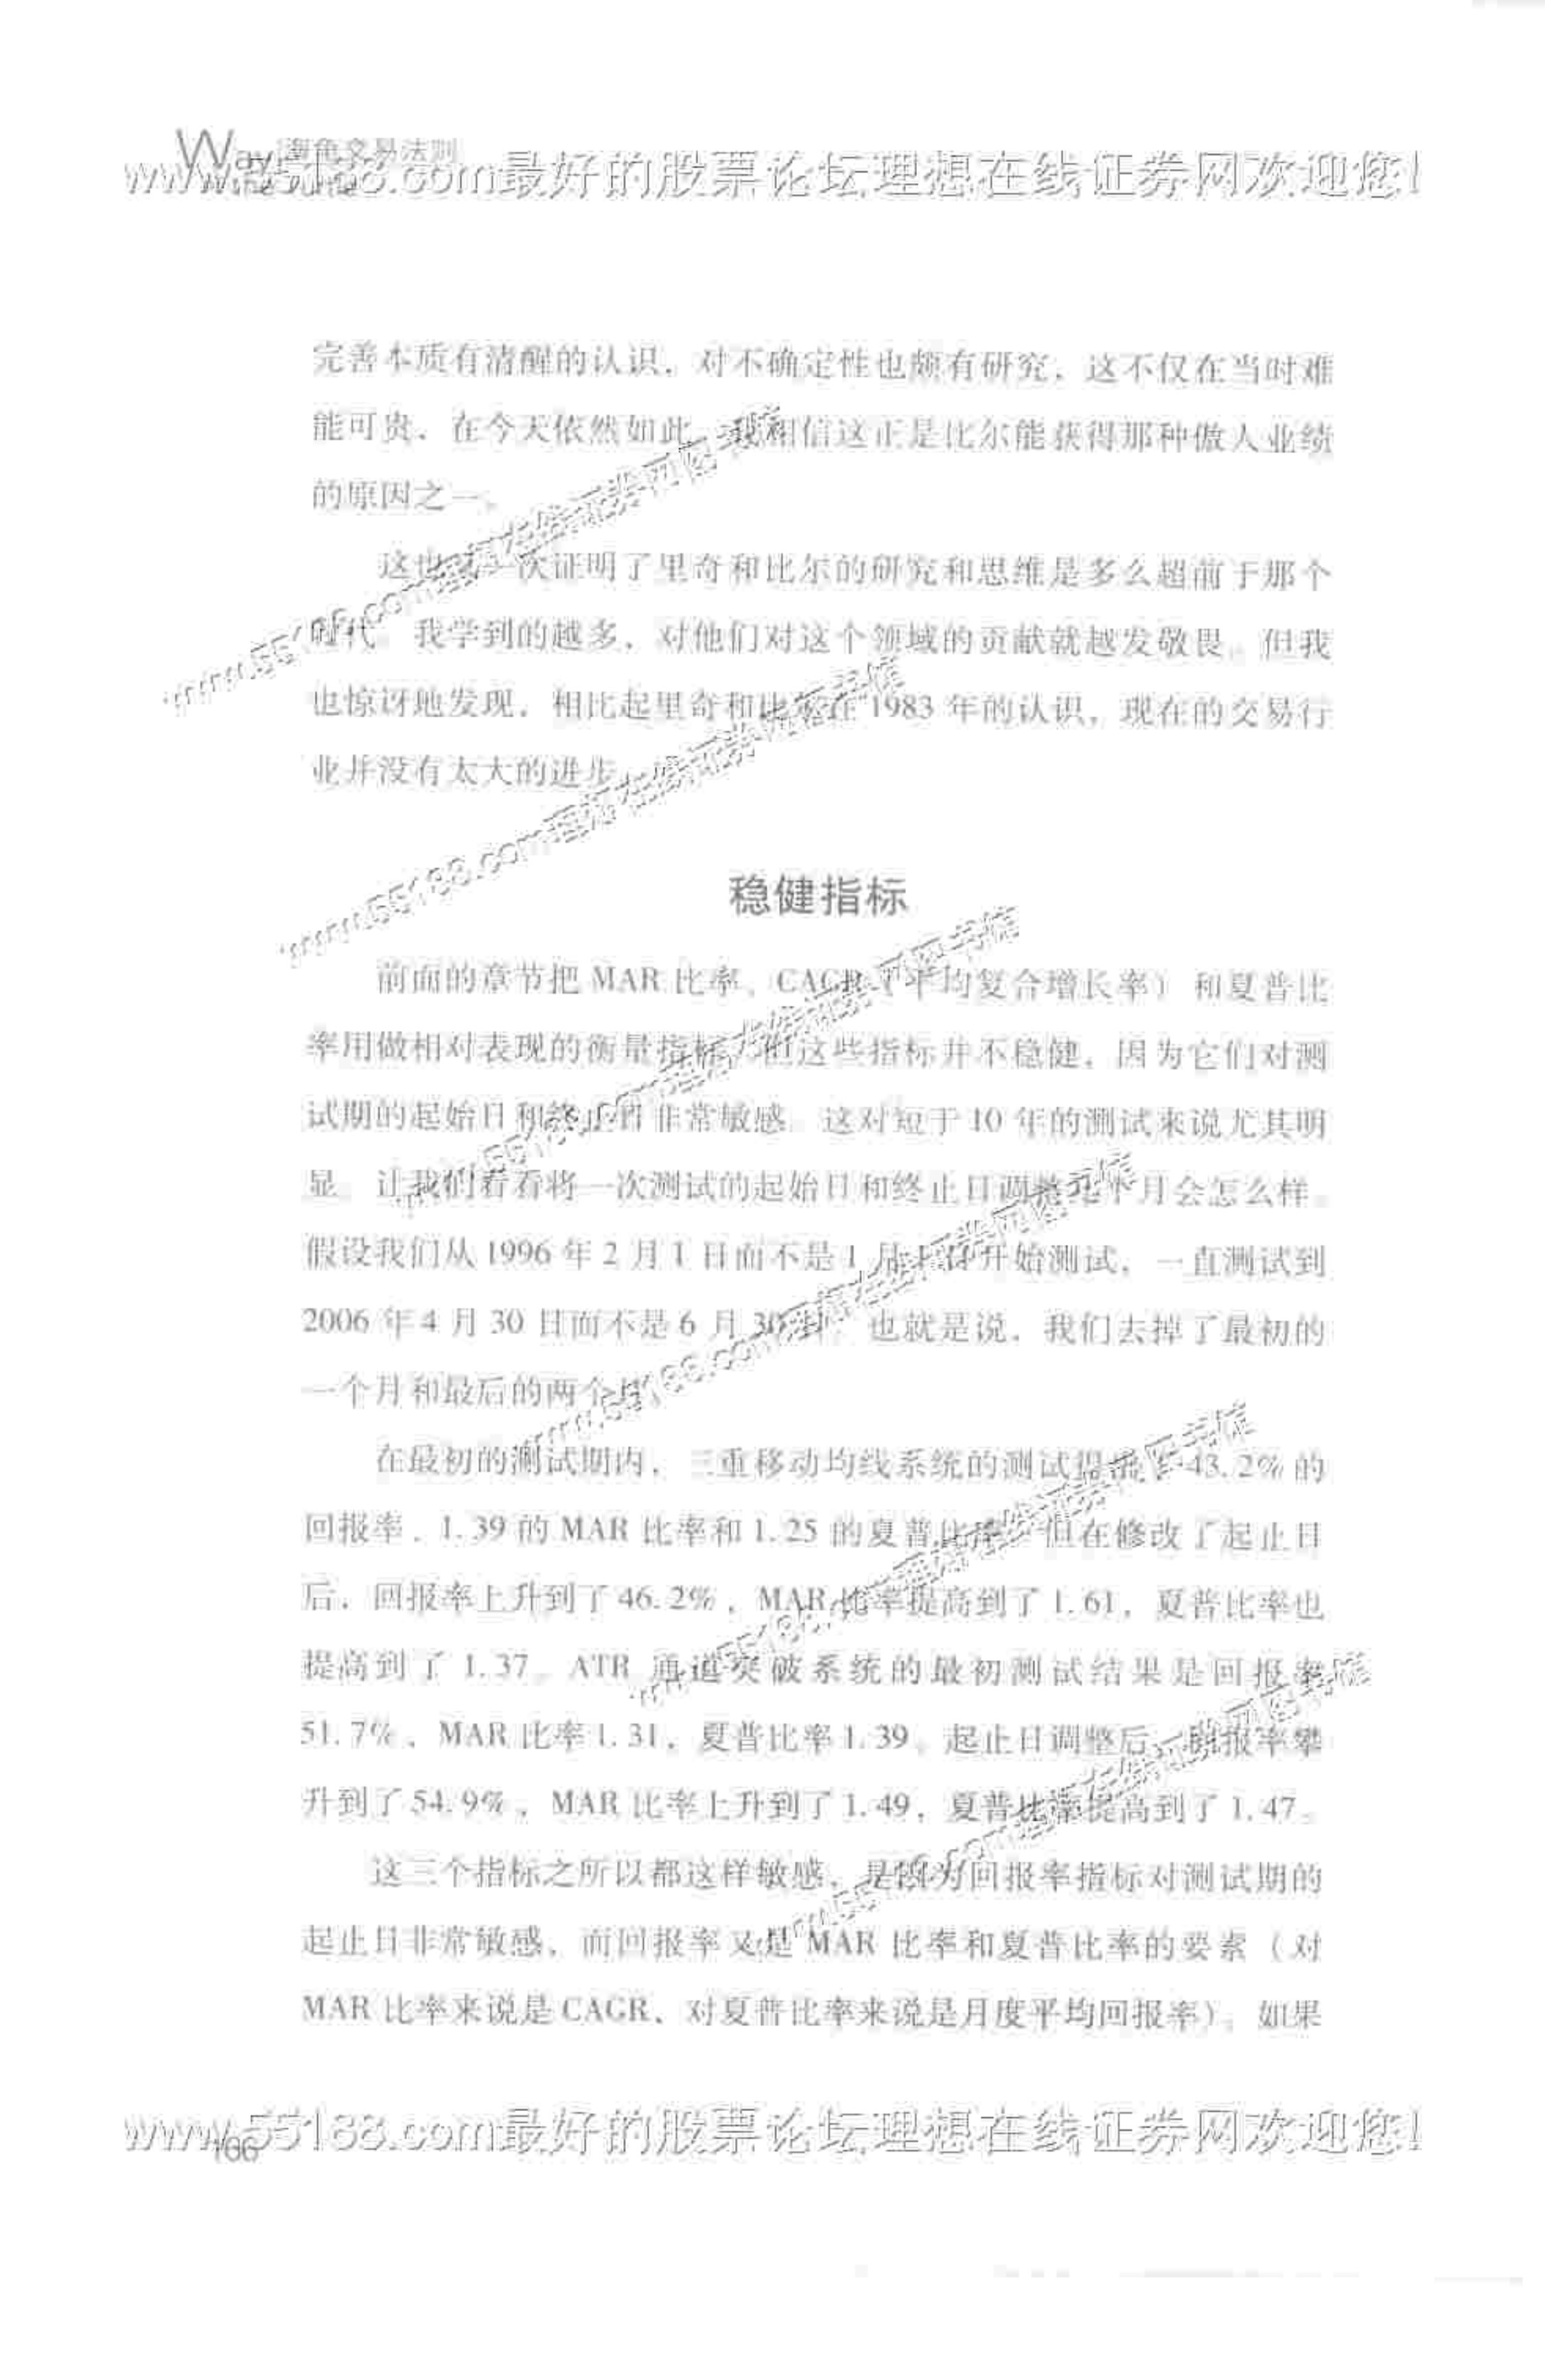 Way 海龟交易法则
www.55188.com最好的股票论坛理想在线证券网欢迎您!
完善本质有清醒的认识，对不确定性也颇有研究，这不仅在当时难
能可贵，在今天依然如此。我相信这正是比尔能获得那种傲人业绩
的原因之一。
这也又一次证明了里奇和比尔的研究和思维是多么超前于那个
时代。我学到的越多，对他们对这个领域的贡献就越发敬畏。但我
也惊讶地发现，相比起里奇和比尔在1983年的认识，现在的交易行
业并没有太大的进步。
稳健指标
前面的章节把MAR比率、CAGR（平均复合增长率）和夏普比
率用做相对表现的衡量指标。但这些指标并不稳健，因为它们对测
试期的起始日和终止日非常敏感。这对短于10年的测试来说尤其明
显。让我们看看将一次测试的起始日和终止日调整几个月会怎么样。
假设我们从1996年2月1日而不是1月1日开始测试，一直测试到
2006年4月30日而不是6月30日，也就是说，我们去掉了最初的
一个月和最后的两个月。
在最初的测试期内，三重移动均线系统的测试得出了43.2%的
回报率、1.39的MAR比率和1.25的夏普比率。但在修改了起止日
后，回报率上升到了46.2%，MAR比率提高到了1.61，夏普比率也
提高到了1.37。ATR通道突破系统的最初测试结果是回报率
51.7%，MAR比率1.31，夏普比率1.39。起止日调整后，回报率攀
升到了54.9%，MAR比率上升到了1.49，夏普比率提高到了1.47。
这三个指标之所以都这样敏感，是因为回报率指标对测试期的
起止日非常敏感，而回报率又是MAR比率和夏普比率的要素（对
MAR比率来说是CAGR，对夏普比率来说是月度平均回报率）。如果
www.55188.com最好的股票论坛理想在线证券网欢迎您!
166